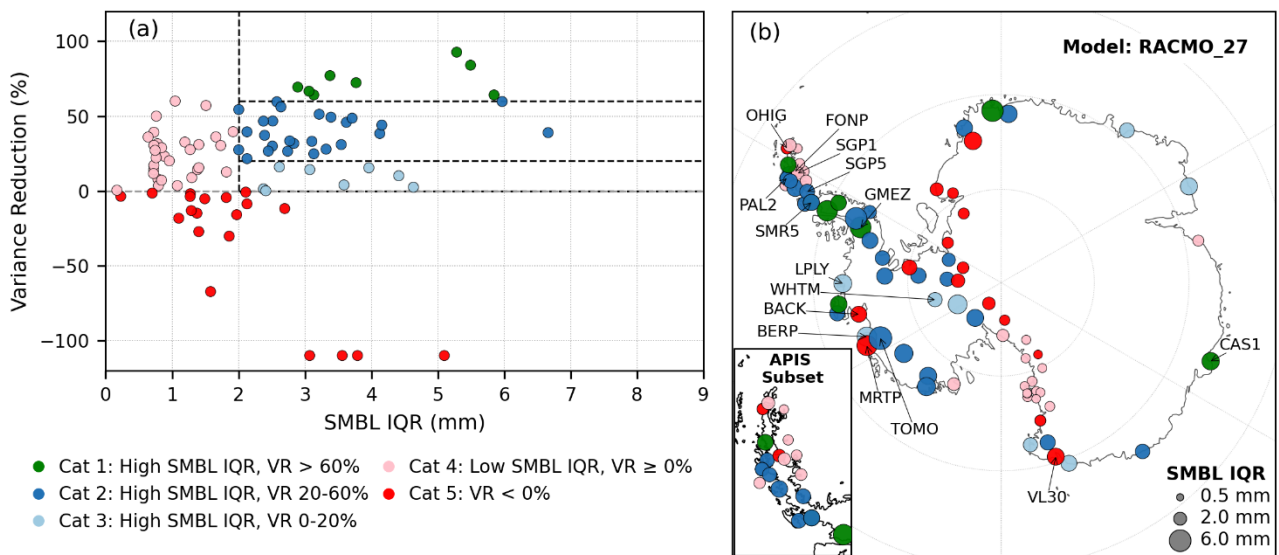 (a)
100
50
0
−50
−100
Variance Reduction (%)
0 1 2 3 4 5 6 7 8 9
SMBL IQR (mm)
Cat 1: High SMBL IQR, VR > 60%
Cat 2: High SMBL IQR, VR 20-60%
Cat 3: High SMBL IQR, VR 0-20%
Cat 4: Low SMBL IQR, VR ≥ 0%
Cat 5: VR < 0%
(b)
Model: RACMO_27
OHIG
FONP
SGP1
SGP5
PAL2
GMEZ
SMR5
LPLY
WHTM
BACK
BERP
CAS1
APIS
Subset
MRTP
TOMO
VL30
SMBL IQR
0.5 mm
2.0 mm
6.0 mm